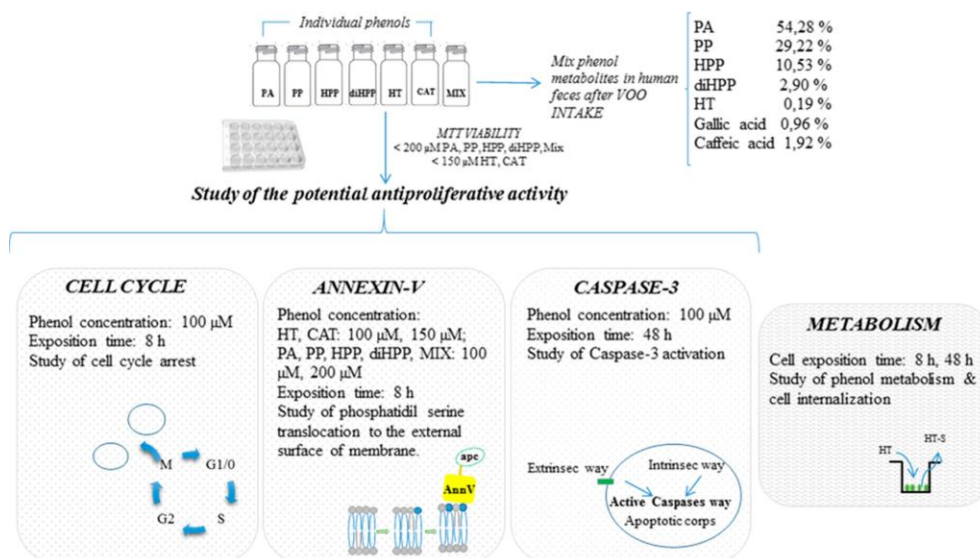 Individual phenols
PA
PP
HPP
diHPP
HT
CAT
MIX
Mix phenol
metabolites in human
feces after VOO
INTAKE
PA 54,28 %
PP 29,22 %
HPP 10,53 %
diHPP 2,90 %
HT 0,19 %
Gallic acid 0,96 %
Caffeic acid 1,92 %
MTT VIABILITY
< 200 µM PA, PP, HPP, diHPP, Mix
< 150 µM HT, CAT
Study of the potential antiproliferative activity
CELL CYCLE
Phenol concentration: 100 µM
Exposition time: 8 h
Study of cell cycle arrest
M
G1/0
G2
S
ANNEXIN-V
Phenol concentration:
HT, CAT: 100 µM, 150 µM;
PA, PP, HPP, diHPP, MIX: 100
µM, 200 µM
Exposition time: 8 h
Study of phosphatidil serine
translocation to the external
surface of membrane.
apc
AnnV
CASPASE-3
Phenol concentration: 100 µM
Exposition time: 48 h
Study of Caspase-3 activation
Extrinsec way
Intrinsec way
Active Caspases way
Apoptotic corps
METABOLISM
Cell exposition time: 8 h, 48 h
Study of phenol metabolism &
cell internalization
HT
HT-S